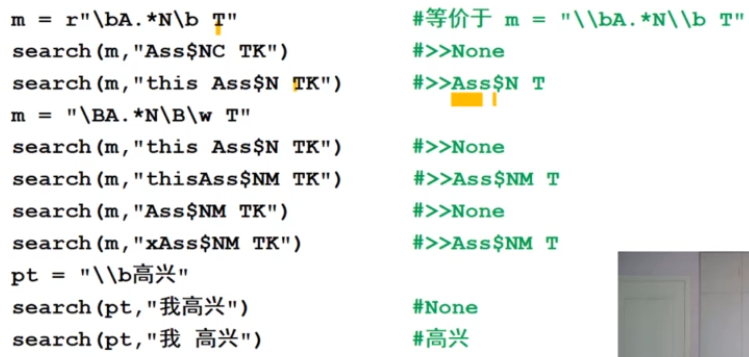 m = r"\bA.*N\b T" #等价于 m = "\\bA.*N\\b T"
search(m,"Ass$NC TK") #>>None
search(m,"this Ass$N TK") #>>Ass$N T
m = "\BA.*N\B\w T"
search(m,"this Ass$N TK") #>>None
search(m,"thisAss$NM TK") #>>Ass$NM T
search(m,"Ass$NM TK") #>>None
search(m,"xAss$NM TK") #>>Ass$NM T
pt = "\\b高兴"
search(pt,"我高兴") #None
search(pt,"我 高兴") #高兴